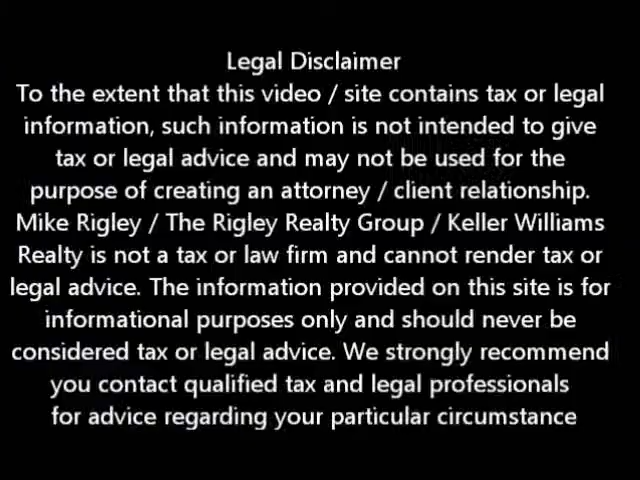 Legal Disclaimer
To the extent that this video / site contains tax or legal
information, such information is not intended to give
tax or legal advice and may not be used for the
purpose of creating an attorney / client relationship.
Mike Rigley / The Rigley Realty Group / Keller Williams
Realty is not a tax or law firm and cannot render tax or
legal advice. The information provided on this site is for
informational purposes only and should never be
considered tax or legal advice. We strongly recommend
you contact qualified tax and legal professionals
for advice regarding your particular circumstance